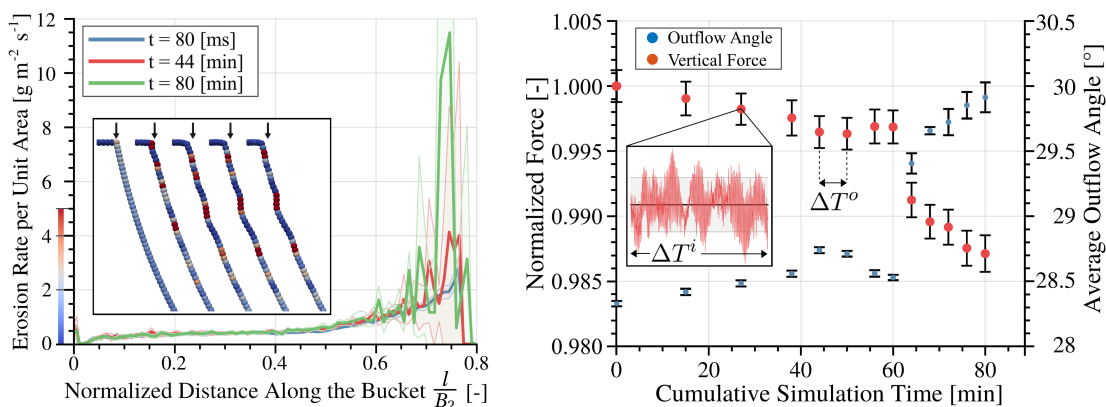 Erosion Rate per Unit Area [g m⁻² s⁻¹]
12
10
8
6
4
2
0
t = 80 [ms]
t = 44 [min]
t = 80 [min]
0
0.2
0.4
0.6
0.8
Normalized Distance Along the Bucket l/B₂ [-]
Normalized Force [-]
1.005
1.000
0.995
0.990
0.985
0.980
Outflow Angle
Vertical Force
ΔTⁱ
ΔTᵒ
0
20
40
60
80
Cumulative Simulation Time [min]
30.5
30
29.5
29
28.5
28
Average Outflow Angle [°]